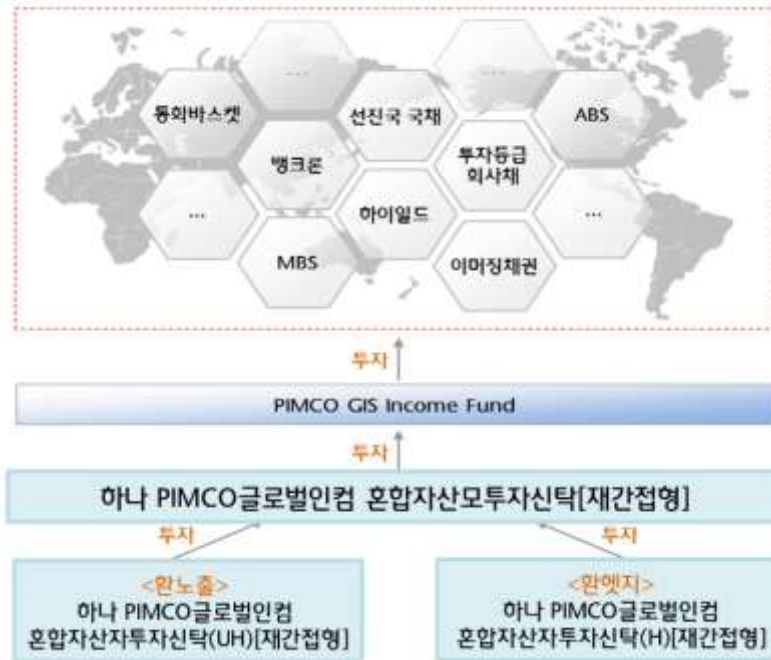 ...
...
통화바스켓
선진국 국채
ABS
뱅크론
투자등급
회사채
...
하이일드
...
MBS
이머징채권
투자
PIMCO GIS Income Fund
투자
하나 PIMCO글로벌인컴 혼합자산모투자신탁[재간접형]
투자
투자
<환노출>
하나 PIMCO글로벌인컴
혼합자산자투자신탁(UH)[재간접형]
<환헷지>
하나 PIMCO글로벌인컴
혼합자산자투자신탁(H)[재간접형]